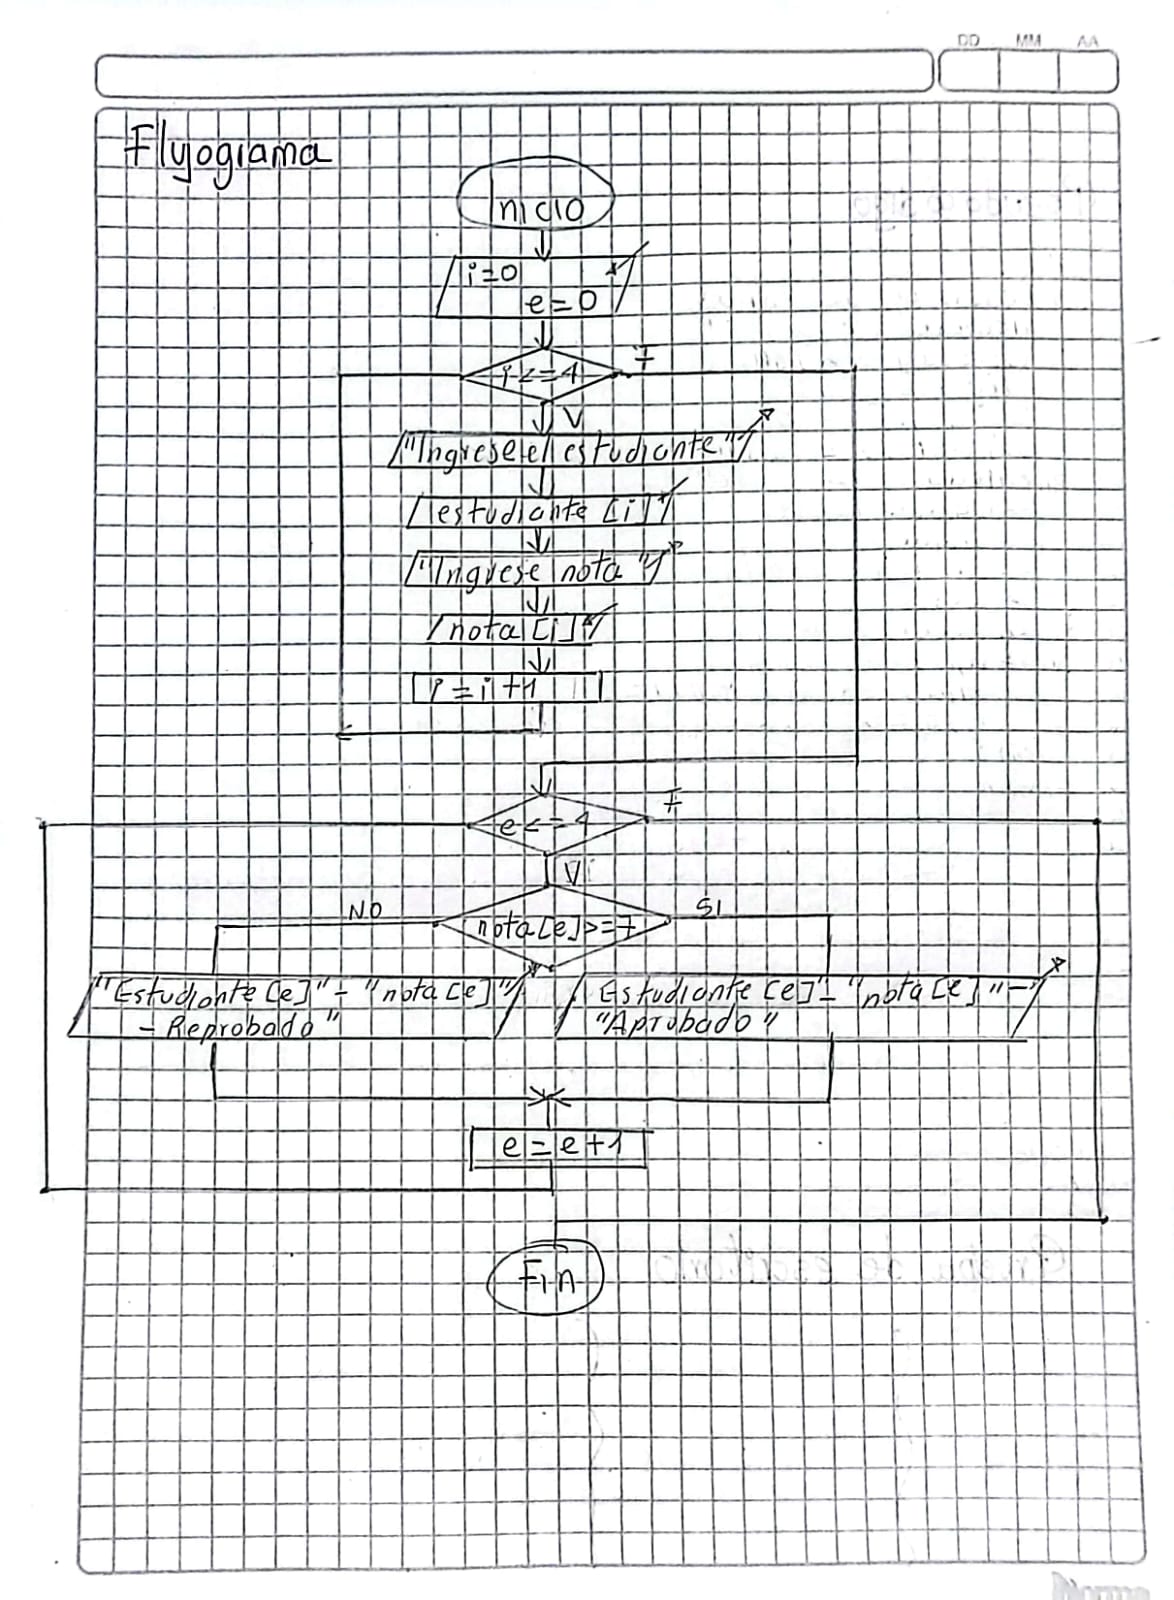 DD MM AA
Flujograma
Inicio
i=0
e=0
i<=4
F
V
"Ingrese el estudiante"
estudiante [i]
"Ingrese nota"
nota[i]
i=i+1
e<=4
F
V
nota[e]>=7
NO
SI
"Estudiante [e]" - "nota [e]"
- Reprobado"
Estudiante [e] - "nota [e]" -
"Aprobado"
e=e+1
Fin
Norma